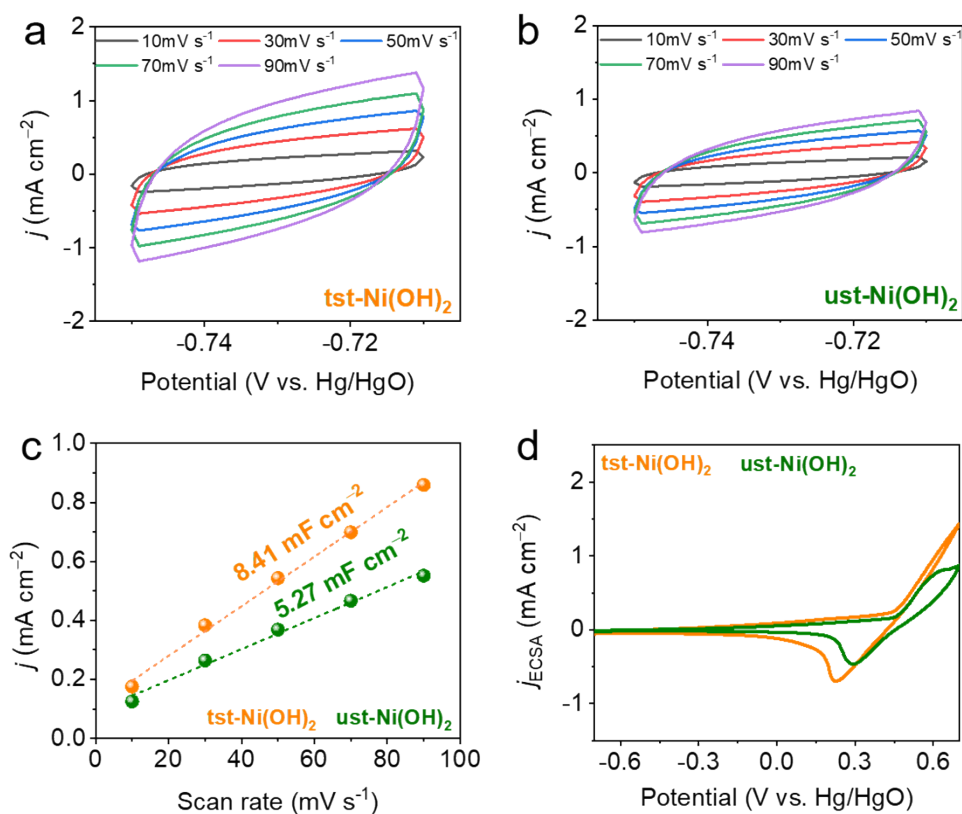 a
10mV s⁻¹ 30mV s⁻¹ 50mV s⁻¹
70mV s⁻¹ 90mV s⁻¹
2
1
0
-1
-2
j (mA cm⁻²)
tst-Ni(OH)₂
-0.74 -0.72
Potential (V vs. Hg/HgO)
b
10mV s⁻¹ 30mV s⁻¹ 50mV s⁻¹
70mV s⁻¹ 90mV s⁻¹
2
1
0
-1
-2
j (mA cm⁻²)
ust-Ni(OH)₂
-0.74 -0.72
Potential (V vs. Hg/HgO)
c
1.0
0.8
0.6
0.4
0.2
0.0
j (mA cm⁻²)
8.41 mF cm⁻²
5.27 mF cm⁻²
tst-Ni(OH)₂ ust-Ni(OH)₂
0 20 40 60 80 100
Scan rate (mV s⁻¹)
d
tst-Ni(OH)₂ ust-Ni(OH)₂
2
1
0
-1
jECSA (mA cm⁻²)
-0.6 -0.3 0.0 0.3 0.6
Potential (V vs. Hg/HgO)